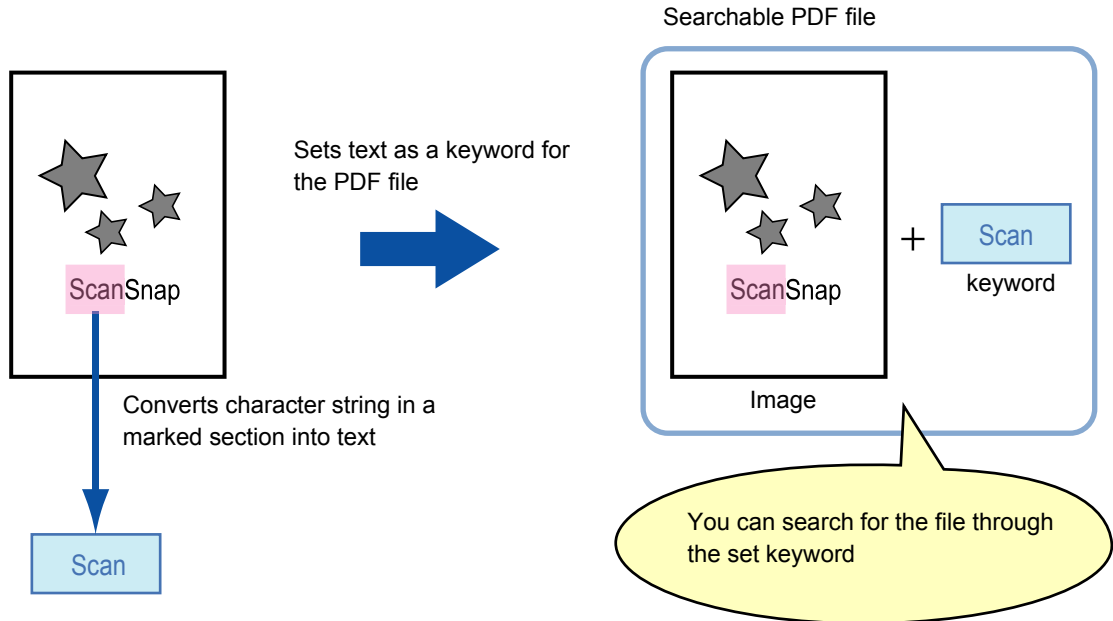 Searchable PDF file
Sets text as a keyword for
the PDF file
ScanSnap
Converts character string in a
marked section into text
Scan
ScanSnap
Image
+
Scan
keyword
You can search for the file through
the set keyword